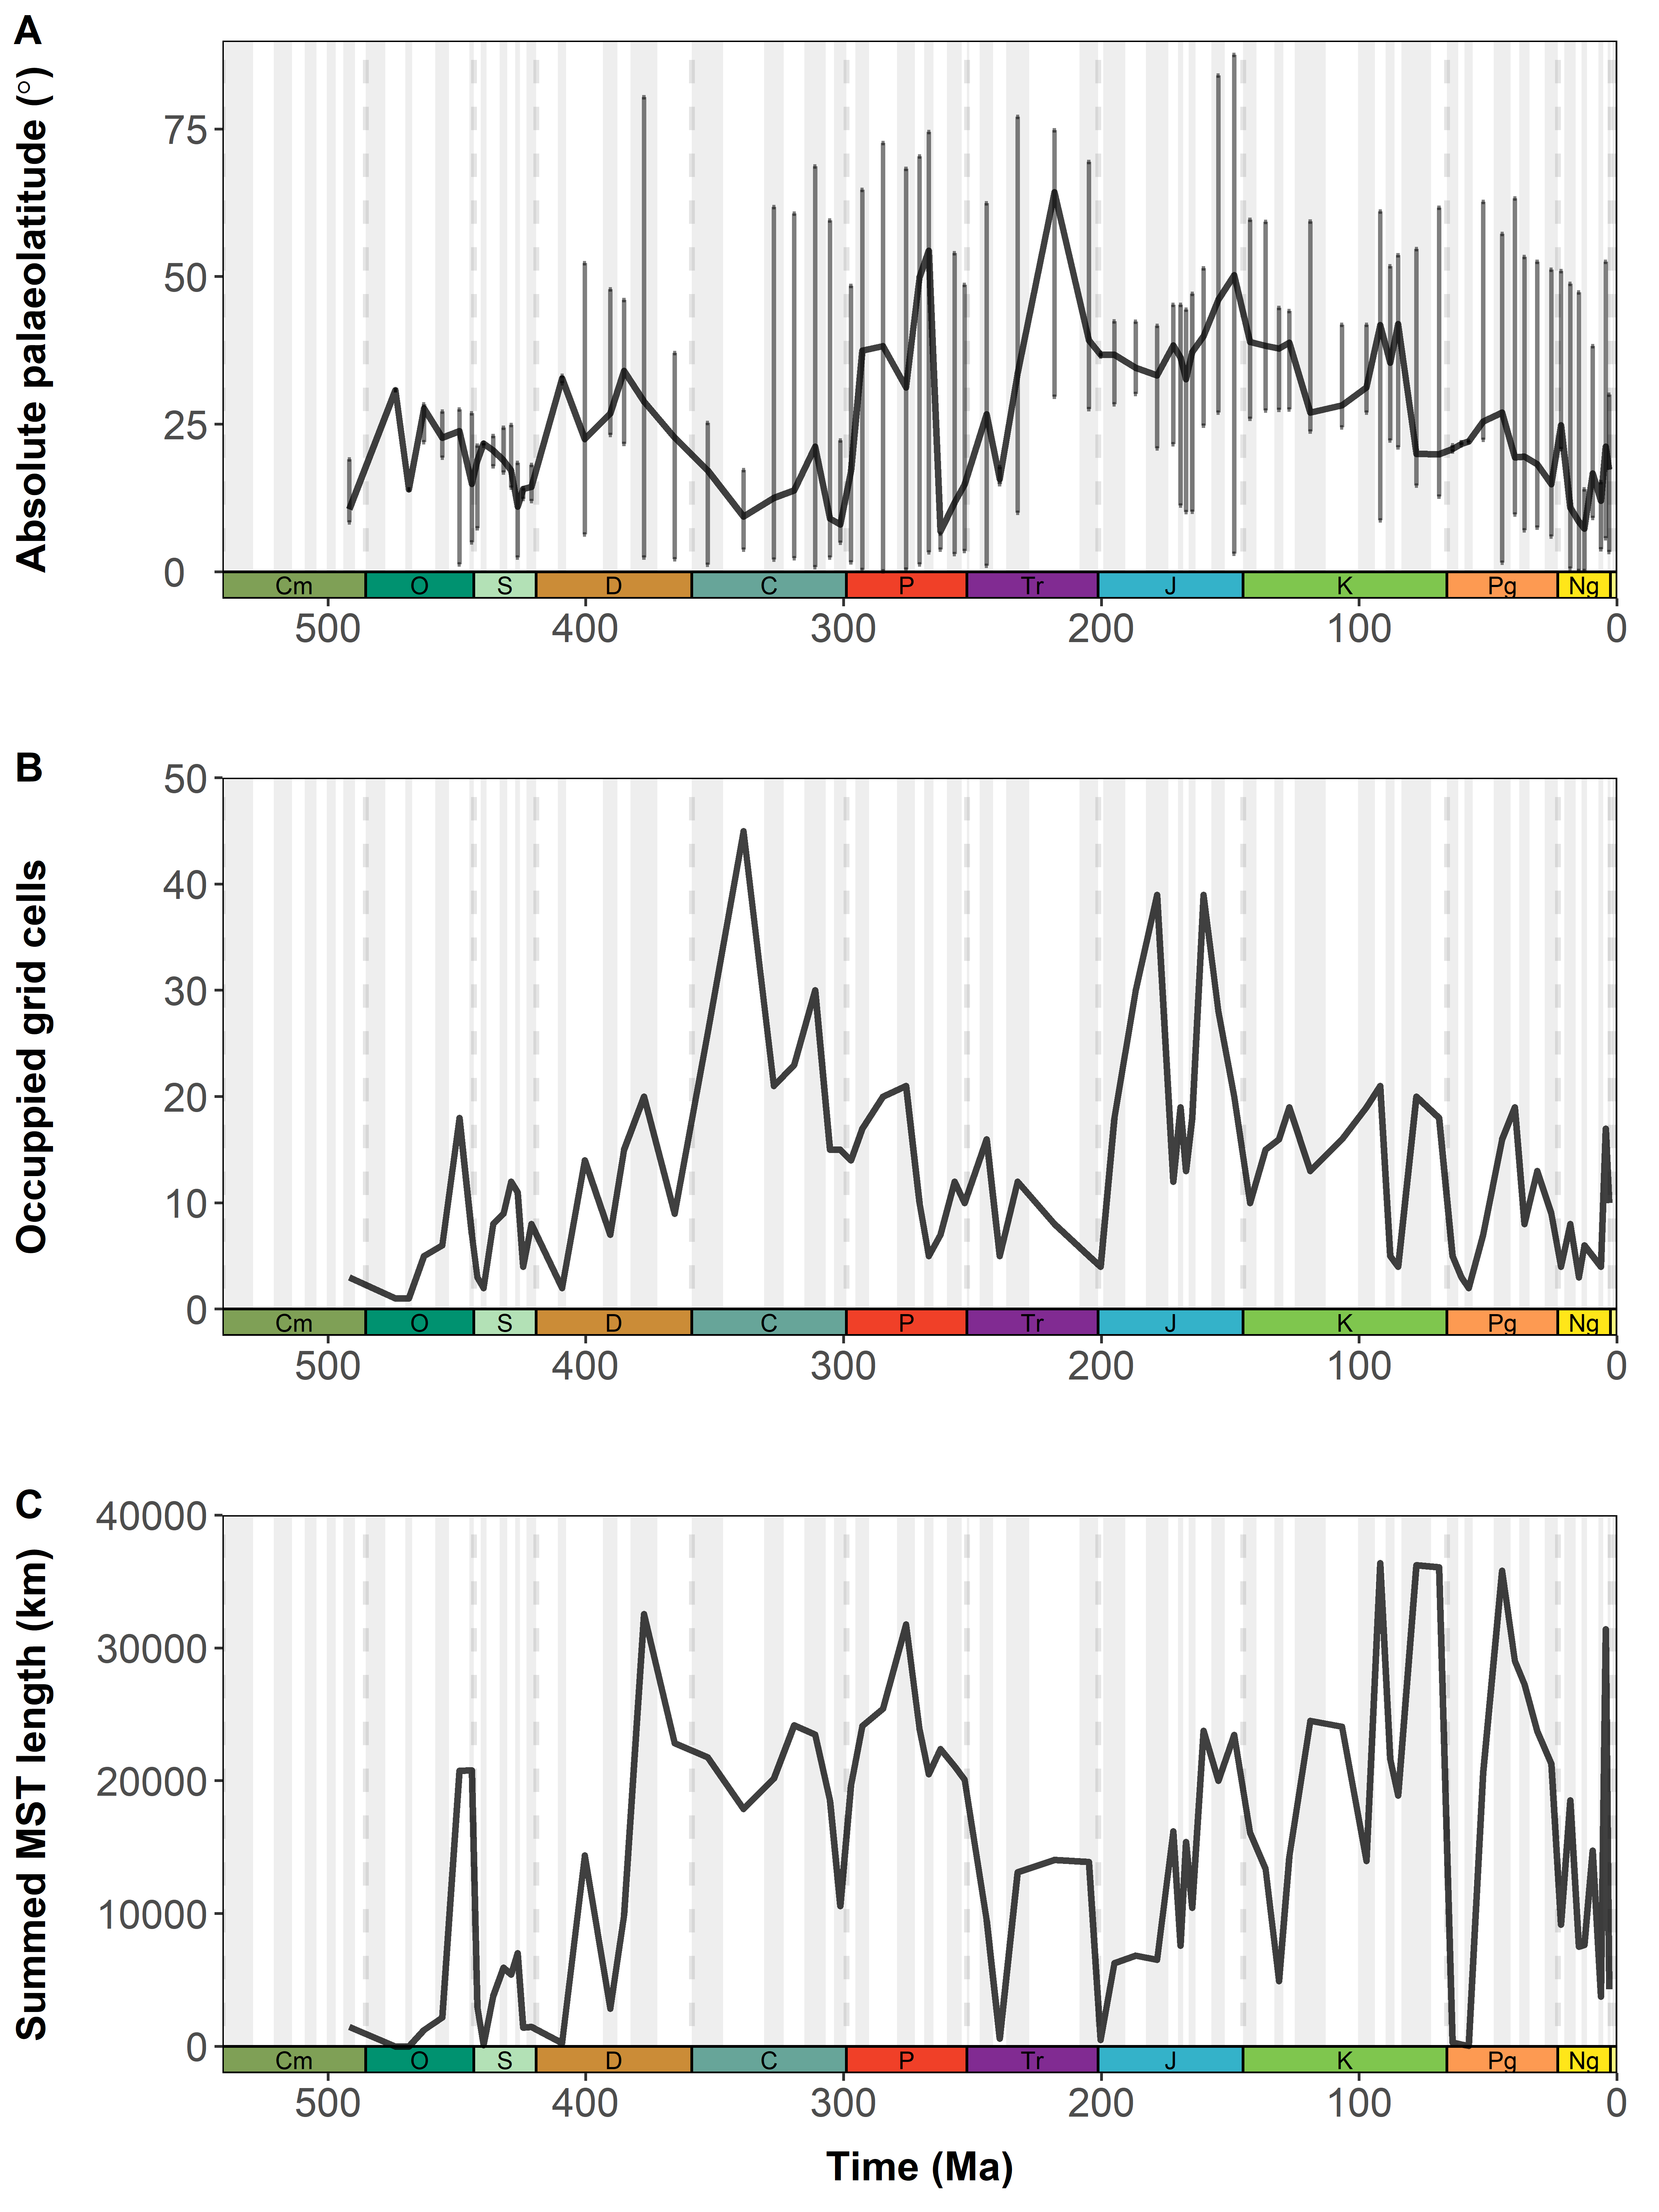 A
Absolute palaeolatitude (°)
75
50
25
0
Cm O S D C P Tr J K Pg Ng
500 400 300 200 100 0
B
Occuppied grid cells
50
40
30
20
10
0
Cm O S D C P Tr J K Pg Ng
500 400 300 200 100 0
C
Summed MST length (km)
40000
30000
20000
10000
0
Cm O S D C P Tr J K Pg Ng
500 400 300 200 100 0
Time (Ma)